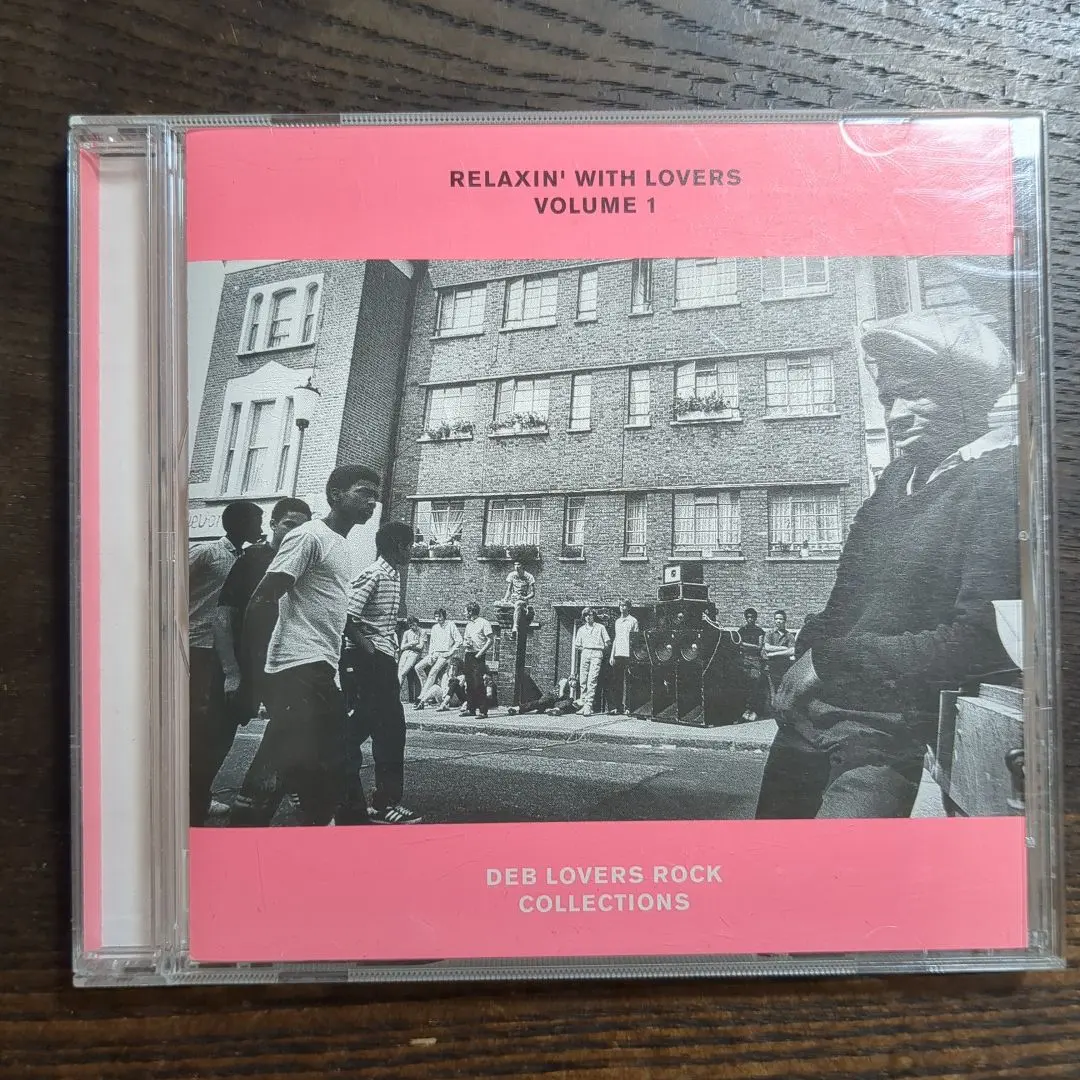 RELAXIN' WITH LOVERS
VOLUME 1
DEB LOVERS ROCK
COLLECTIONS